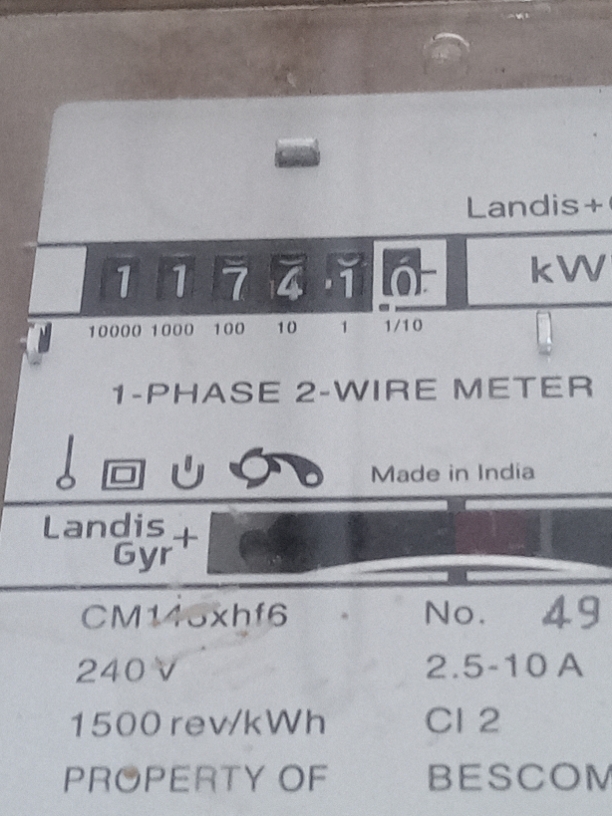 Landis+
1 1 7 4 1 0
kW
10000 1000 100 10 1 1/10
1-PHASE 2-WIRE METER
Made in India
Landis +
Gyr
No. 49
240 V
2.5-10 A
1500 rev/kWh
Cl 2
PROPERTY OF
BESCOM